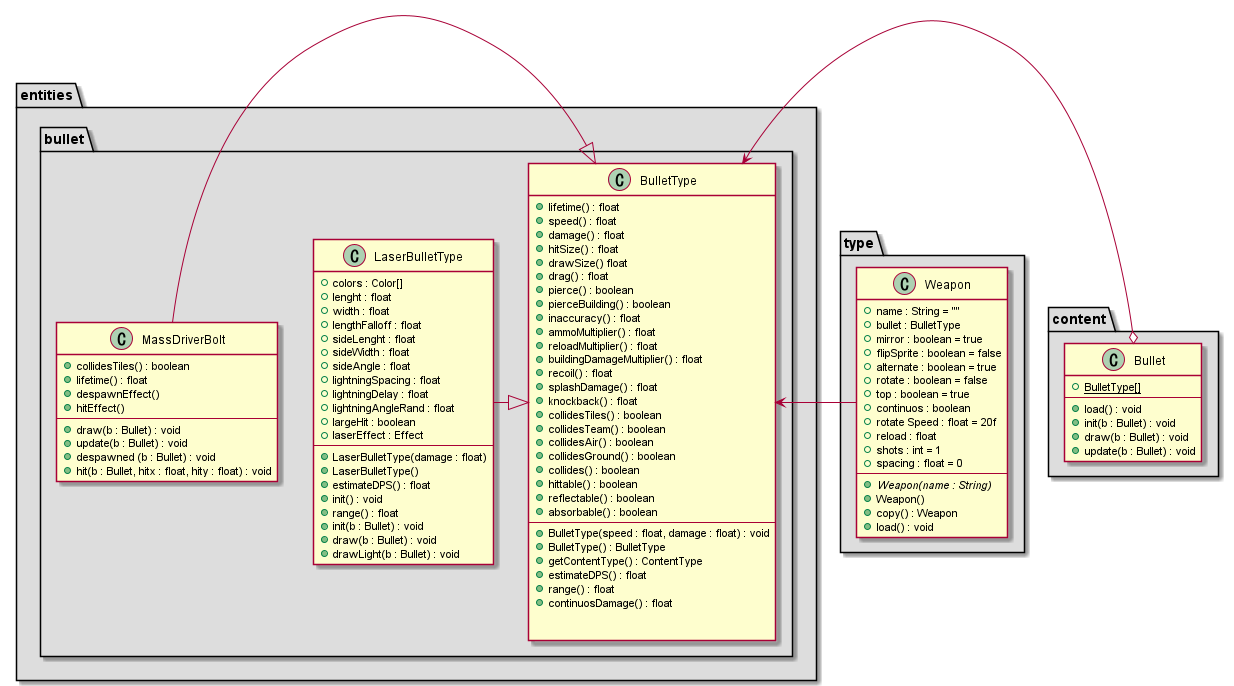 entities
bullet
C MassDriverBolt
collidesTiles() : boolean
lifetime() : float
despawnEffect()
hitEffect()
draw(b : Bullet) : void
update(b : Bullet) : void
despawned (b : Bullet) : void
hit(b : Bullet, hitx : float, hity : float) : void
C LaserBulletType
colors : Color[]
lenght : float
width : float
lengthFalloff : float
sideLenght : float
sideWidth : float
sideAngle : float
lightningSpacing : float
lightningDelay : float
lightningAngleRand : float
largeHit : boolean
laserEffect : Effect
LaserBulletType(damage : float)
LaserBulletType()
estimateDPS() : float
init() : void
range() : float
init(b : Bullet) : void
draw(b : Bullet) : void
drawLight(b : Bullet) : void
C BulletType
lifetime() : float
speed() : float
damage() : float
hitSize() : float
drawSize() float
drag() : float
pierce() : boolean
pierceBuilding() : boolean
inaccuracy() : float
ammoMultiplier() : float
reloadMultiplier() : float
buildingDamageMultiplier() : float
recoil() : float
splashDamage() : float
knockback() : float
collidesTiles() : boolean
collidesTeam() : boolean
collidesAir() : boolean
collidesGround() : boolean
collides() : boolean
hittable() : boolean
reflectable() : boolean
absorbable() : boolean
BulletType(speed : float, damage : float) : void
BulletType() : BulletType
getContentType() : ContentType
estimateDPS() : float
range() : float
continuosDamage() : float
type
C Weapon
name : String = ""
bullet : BulletType
mirror : boolean = true
flipSprite : boolean = false
alternate : boolean = true
rotate : boolean = false
top : boolean = true
continuos : boolean
rotate Speed : float = 20f
reload : float
shots : int = 1
spacing : float = 0
Weapon(name : String)
Weapon()
copy() : Weapon
load() : void
content
C Bullet
BulletType[]
load() : void
init(b : Bullet) : void
draw(b : Bullet) : void
update(b : Bullet) : void